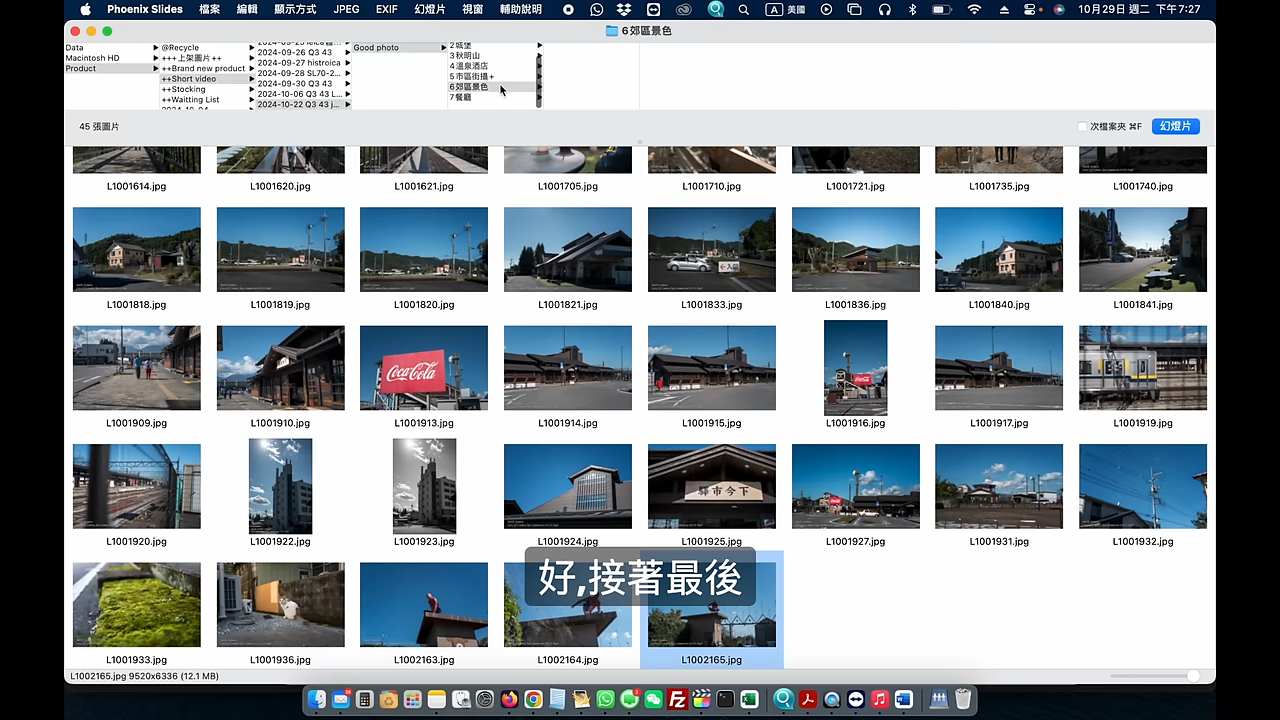 Phoenix Slides 檔案 編輯 顯示方式 JPEG EXIF 幻燈片 視窗 輔助說明 A 美國 10月29日 週二 下午7:27
6郊區景色
Data
Macintosh HD
Product
@Recycle
+++上架圖片++
++Brand new product
++Short video
++Stocking
++Waitting List
2024-09-26 Q3 43
2024-09-27 histroica
2024-09-28 SL70-2...
2024-09-30 Q3 43
2024-10-06 Q3 43 L...
2024-10-22 Q3 43 j...
Good photo
2城堡
3秋明山
4溫泉酒店
5市區街攝+
6郊區景色
7餐廳
45 張圖片
次檔案夾 ⌘F
幻燈片
L1001614.jpg L1001620.jpg L1001621.jpg L1001705.jpg L1001710.jpg L1001721.jpg L1001735.jpg L1001740.jpg
L1001818.jpg L1001819.jpg L1001820.jpg L1001821.jpg L1001833.jpg L1001836.jpg L1001840.jpg L1001841.jpg
Coca-Cola
L1001909.jpg L1001910.jpg L1001913.jpg L1001914.jpg L1001915.jpg L1001916.jpg L1001917.jpg L1001919.jpg
驛市今下
L1001920.jpg L1001922.jpg L1001923.jpg L1001924.jpg L1001925.jpg L1001927.jpg L1001931.jpg L1001932.jpg
好,接著最後
L1001933.jpg L1001936.jpg L1002163.jpg L1002164.jpg L1002165.jpg
L1002165.jpg 9520x6336 (12.1 MB)